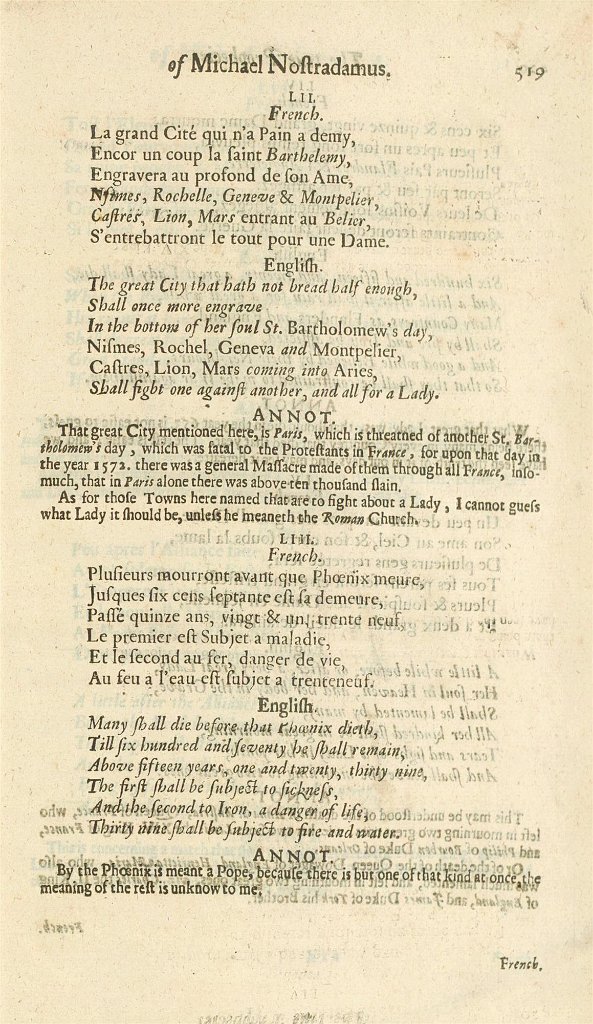 of Michael Noſtradamus.
519
LII.
French.
La grand Cité qui n'a Pain a demy,
Encor un coup la ſaint Barthelemy,
Engravera au profond de ſon Ame,
Niſmes, Rochelle, Geneve & Montpelier,
Caſtres, Lion, Mars entrant au Belier,
S'entrebattront le tout pour une Dame.
Engliſh.
The great City that hath not bread half enough,
Shall once more engrave
In the bottom of her ſoul St. Bartholomew's day,
Niſmes, Rochel, Geneva and Montpelier,
Caſtres, Lion, Mars coming into Aries,
Shall fight one againſt another, and all for a Lady.
ANNOT.
That great City mentioned here, is Paris, which is threatned of another St. Bar-
tholomew's day, which was fatal to the Proteſtants in France, for upon that day in
the year 1572. there was a general Maſſacre made of them through all France, inſo-
much, that in Paris alone there was above ten thouſand ſlain.
As for thoſe Towns here named that are to fight about a Lady, I cannot gueſs
what Lady it ſhould be, unleſs he meaneth the Roman Church.
LIII.
French.
Pluſieurs mourront avant que Phœnix meure,
Juſques ſix cens ſeptante eſt ſa demeure,
Paſſé quinze ans, vingt & un, trente neuf,
Le premier eſt Subjet a maladie,
Et le ſecond au fer, danger de vie,
Au feu a l'eau eſt ſubjet a trenteneuf.
Engliſh.
Many ſhall die before that Phœnix dieth,
Till ſix hundred and ſeventy he ſhall remain,
Above fifteen years, one and twenty, thirty nine,
The firſt ſhall be ſubject to ſickneſs,
And the ſecond to Iron, a danger of life,
Thirty nine ſhall be ſubject to fire and water.
ANNOT.
By the Phœnix is meant a Pope, becauſe there is but one of that kind at once, the
meaning of the reſt is unknow to me.
French.